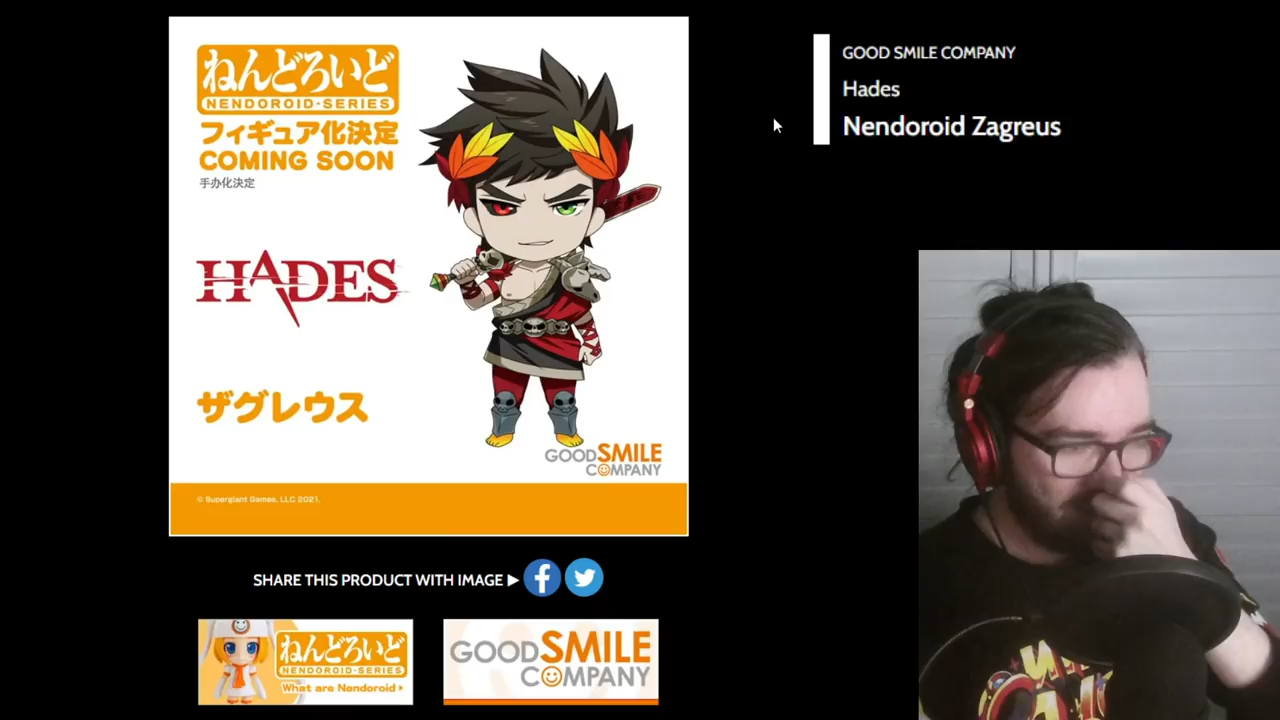 ねんどろいど
NENDOROID・SERIES
フィギュア化決定
COMING SOON
手办化決定
HADES
ザグレウス
GOOD SMILE
COMPANY
© Supergiant Games, LLC 2021.
GOOD SMILE COMPANY
Hades
Nendoroid Zagreus
SHARE THIS PRODUCT WITH IMAGE ▶
ねんどろいど
NENDOROID・SERIES
What are Nendoroid
GOOD SMILE
COMPANY